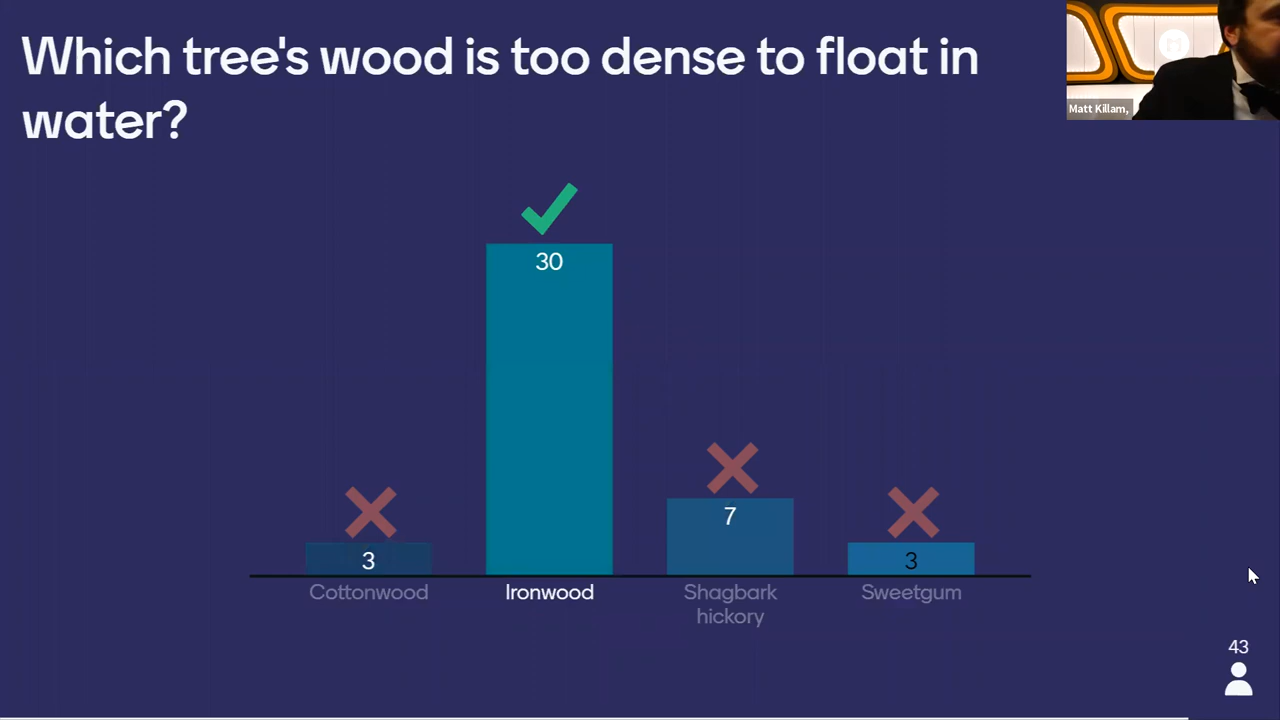 Which tree's wood is too dense to float in
water?
Matt Killam,
30
7
3
3
Cottonwood
Ironwood
Shagbark
hickory
Sweetgum
43